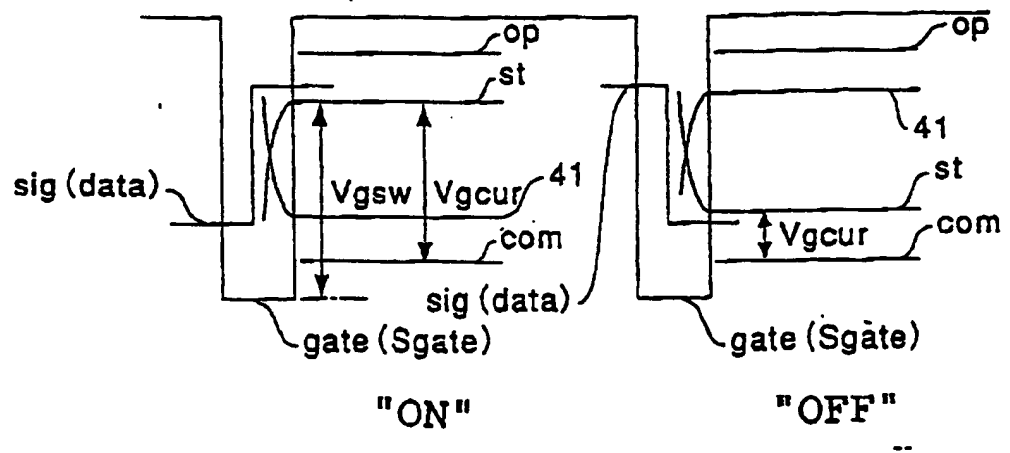 op
st
sig (data)
Vgsw
Vgcur
41
com
gate (Sgate)
"ON"
op
41
st
Vgcur
com
sig (data)
gate (Sgate)
"OFF"